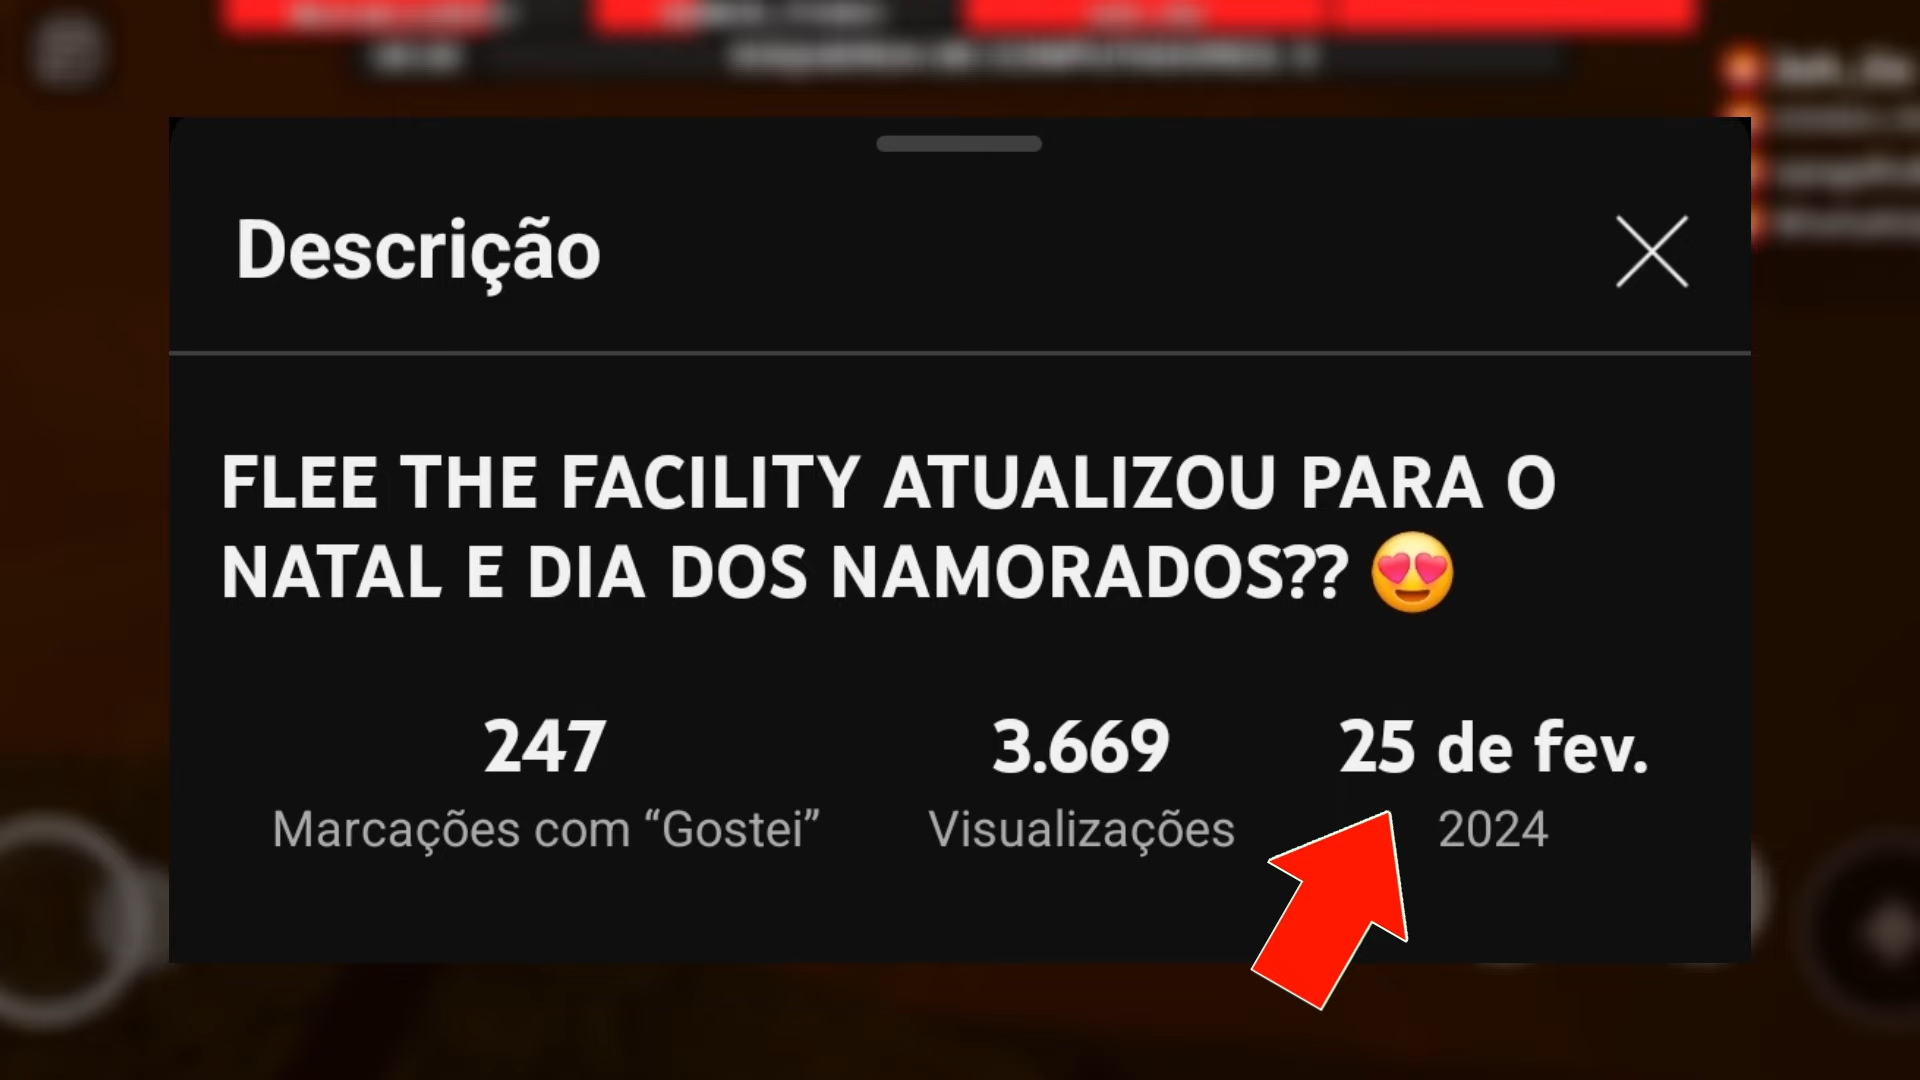 Descrição
FLEE THE FACILITY ATUALIZOU PARA O
NATAL E DIA DOS NAMORADOS?? 😍
247
Marcações com “Gostei”
3.669
Visualizações
25 de fev.
2024